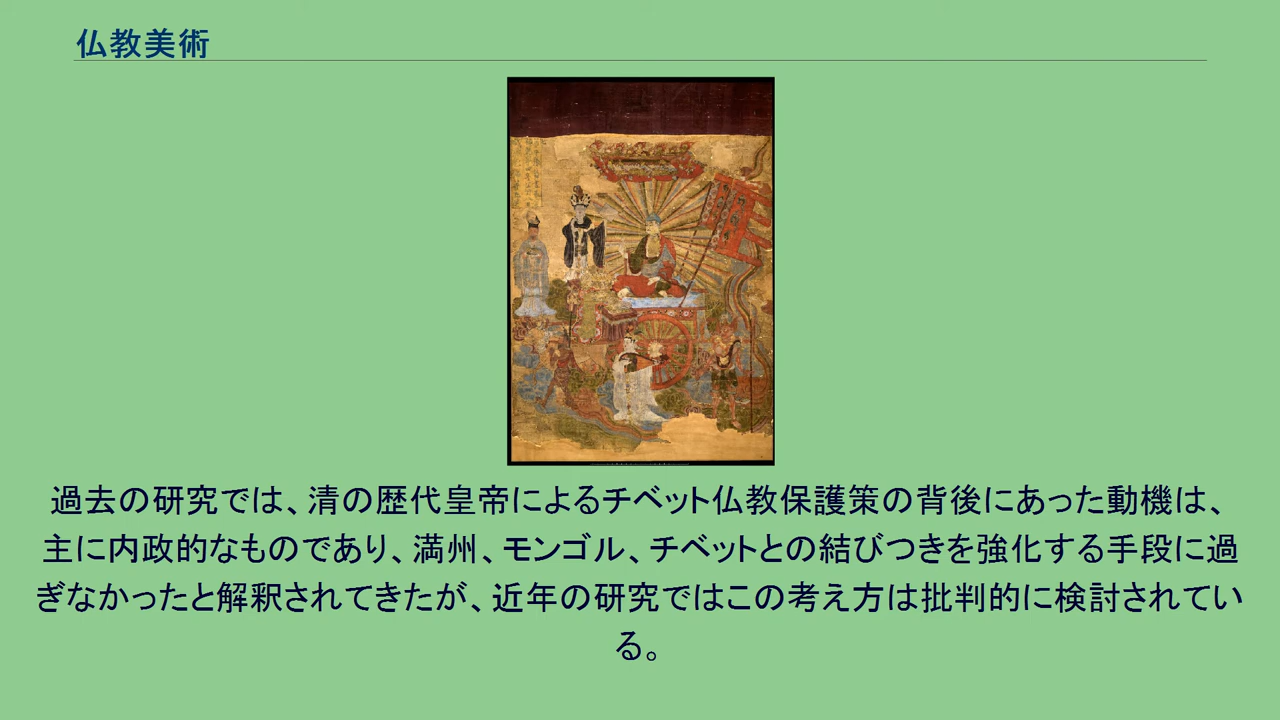 仏教美術
過去の研究では、清の歴代皇帝によるチベット仏教保護策の背後にあった動機は、
主に内政的なものであり、満州、モンゴル、チベットとの結びつきを強化する手段に過
ぎなかったと解釈されてきたが、近年の研究ではこの考え方は批判的に検討されてい
る。